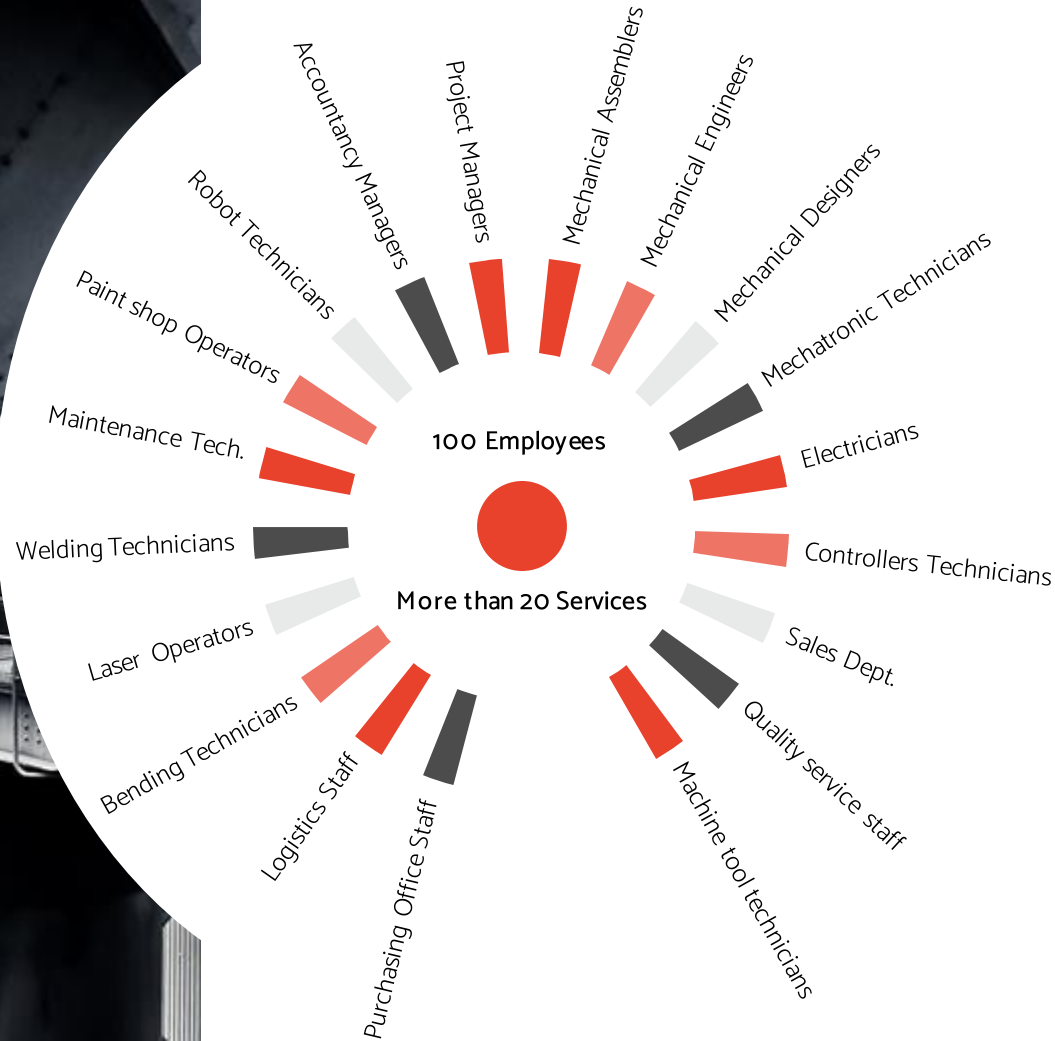 Accountancy Managers
Project Managers
Mechanical Assemblers
Mechanical Engineers
Mechanical Designers
Mechatronic Technicians
Electricians
Controllers Technicians
Sales Dept.
Quality service staff
Machine tool technicians
Purchasing Office Staff
Logistics Staff
Bending Technicians
Laser Operators
Welding Technicians
Maintenance Tech.
Paint shop Operators
Robot Technicians
100 Employees
More than 20 Services